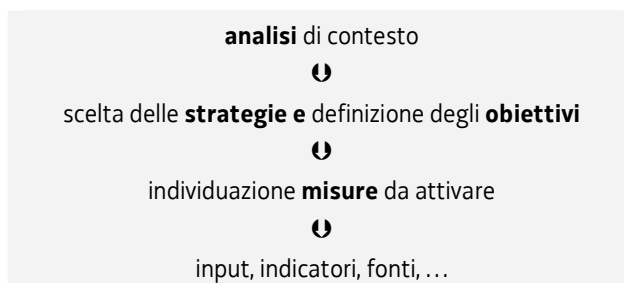 analisi di contesto
scelta delle strategie e definizione degli obiettivi
individuazione misure da attivare
input, indicatori, fonti, …